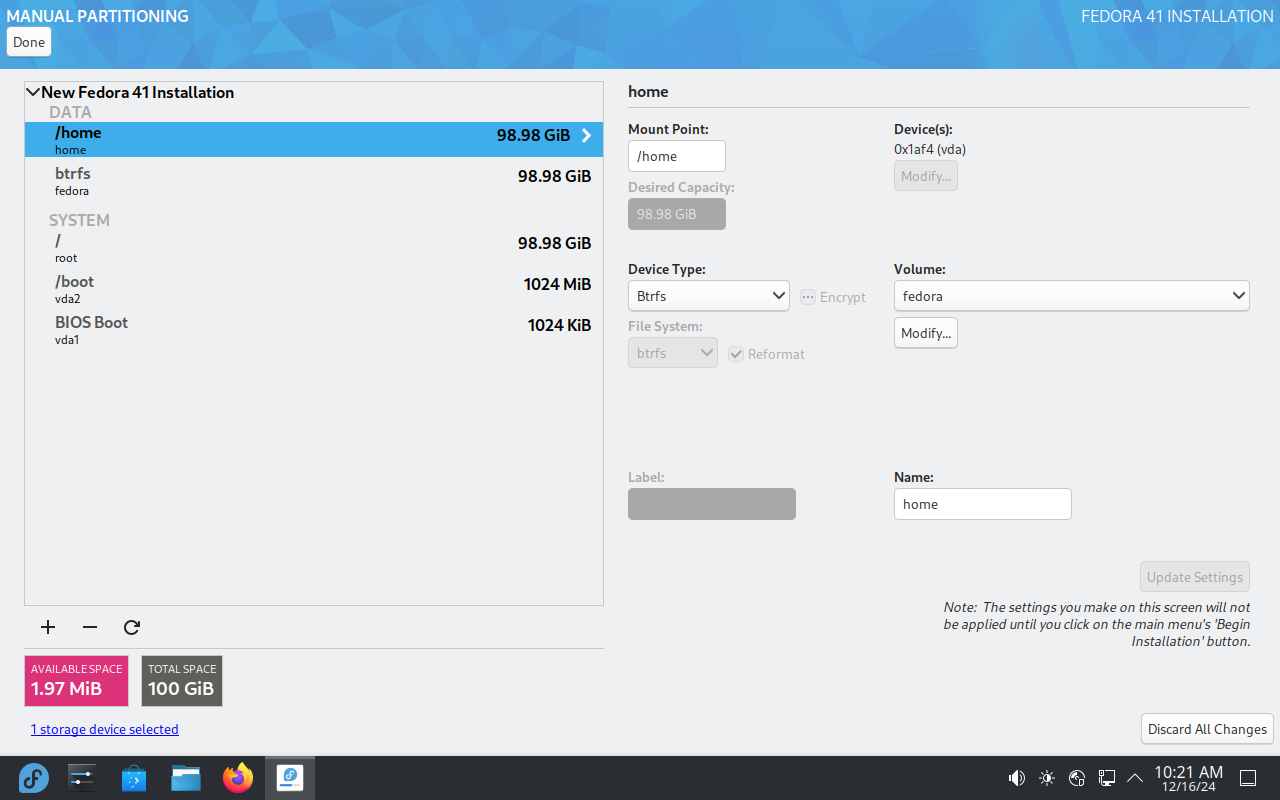 MANUAL PARTITIONING
FEDORA 41 INSTALLATION
Done
New Fedora 41 Installation
DATA
/home
98.98 GiB
home
btrfs
98.98 GiB
fedora
SYSTEM
/
98.98 GiB
root
/boot
1024 MiB
vda2
BIOS Boot
1024 KiB
vda1
AVAILABLE SPACE
1.97 MiB
TOTAL SPACE
100 GiB
1 storage device selected
home
Mount Point:
/home
Desired Capacity:
98.98 GiB
Device(s):
0x1af4 (vda)
Modify...
Device Type:
Btrfs
Encrypt
File System:
btrfs
Reformat
Volume:
fedora
Modify...
Label:
Name:
home
Update Settings
Note: The settings you make on this screen will not
be applied until you click on the main menu's 'Begin
Installation' button.
Discard All Changes
10:21 AM
12/16/24